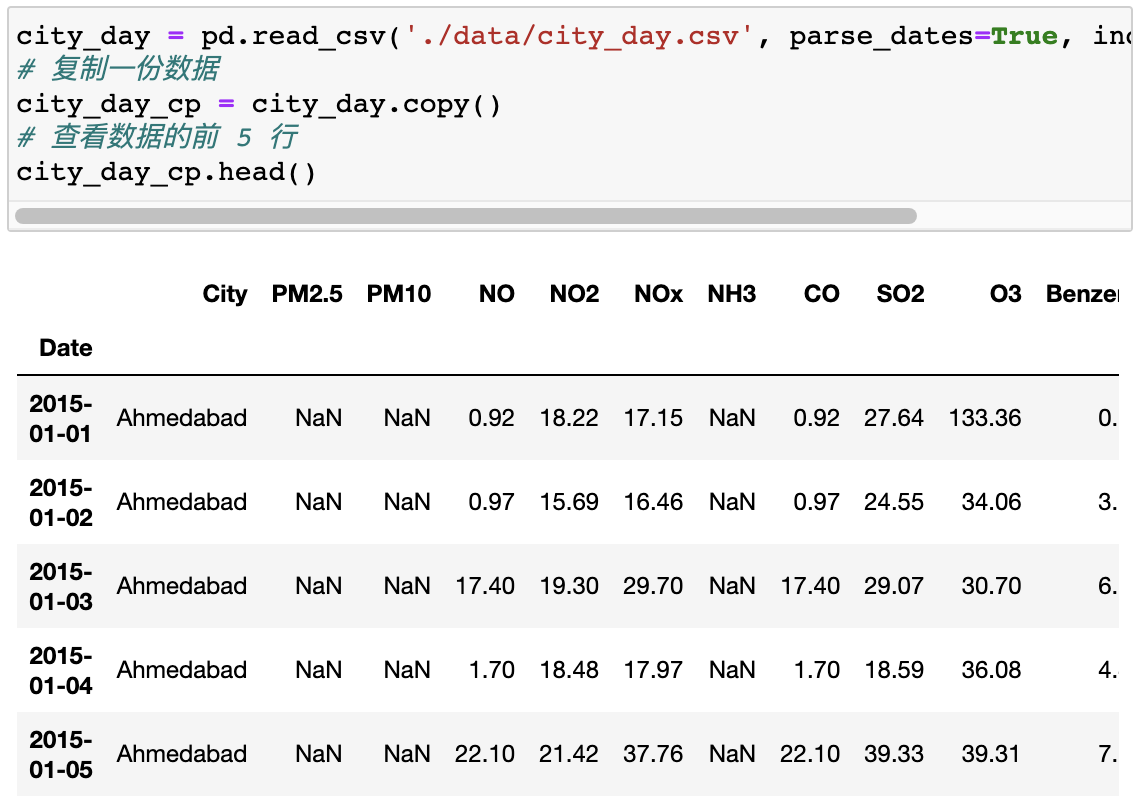 city_day = pd.read_csv('./data/city_day.csv', parse_dates=True,
# 复制一份数据
city_day_cp = city_day.copy()
# 查看数据的前 5 行
city_day_cp.head()
City PM2.5 PM10 NO NO2 NOx NH3 CO SO2 O3
Date
2015-
01-01 Ahmedabad NaN NaN 0.92 18.22 17.15 NaN 0.92 27.64 133.36 0.
2015-
01-02 Ahmedabad NaN NaN 0.97 15.69 16.46 NaN 0.97 24.55 34.06 3.
2015-
01-03 Ahmedabad NaN NaN 17.40 19.30 29.70 NaN 17.40 29.07 30.70 6.
2015-
01-04 Ahmedabad NaN NaN 1.70 18.48 17.97 NaN 1.70 18.59 36.08 4.
2015-
01-05 Ahmedabad NaN NaN 22.10 21.42 37.76 NaN 22.10 39.33 39.31 7.